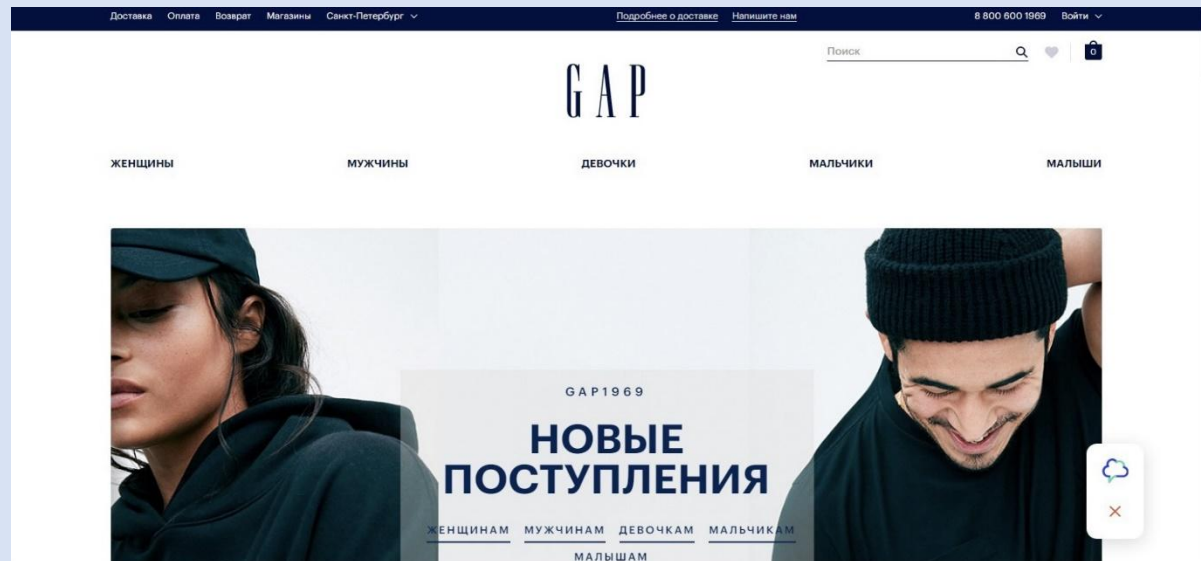 Доставка Оплата Возврат Магазины Санкт-Петербург Подробнее о доставке Напишите нам 8 800 600 1969 Войти
Поиск 0
GAP
ЖЕНЩИНЫ МУЖЧИНЫ ДЕВОЧКИ МАЛЬЧИКИ МАЛЫШИ
GAP1969
НОВЫЕ
ПОСТУПЛЕНИЯ
ЖЕНЩИНАМ МУЖЧИНАМ ДЕВОЧКАМ МАЛЬЧИКАМ
МАЛЫШАМ